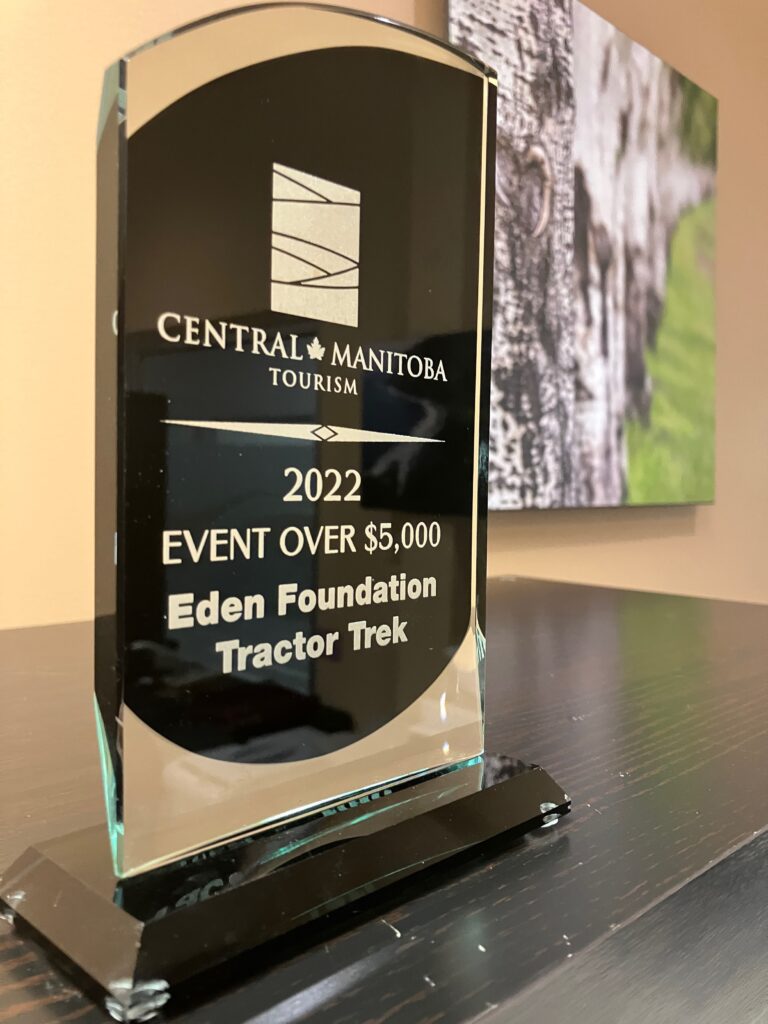 CENTRAL MANITOBA
TOURISM
2022
EVENT OVER $5,000
Eden Foundation
Tractor Trek